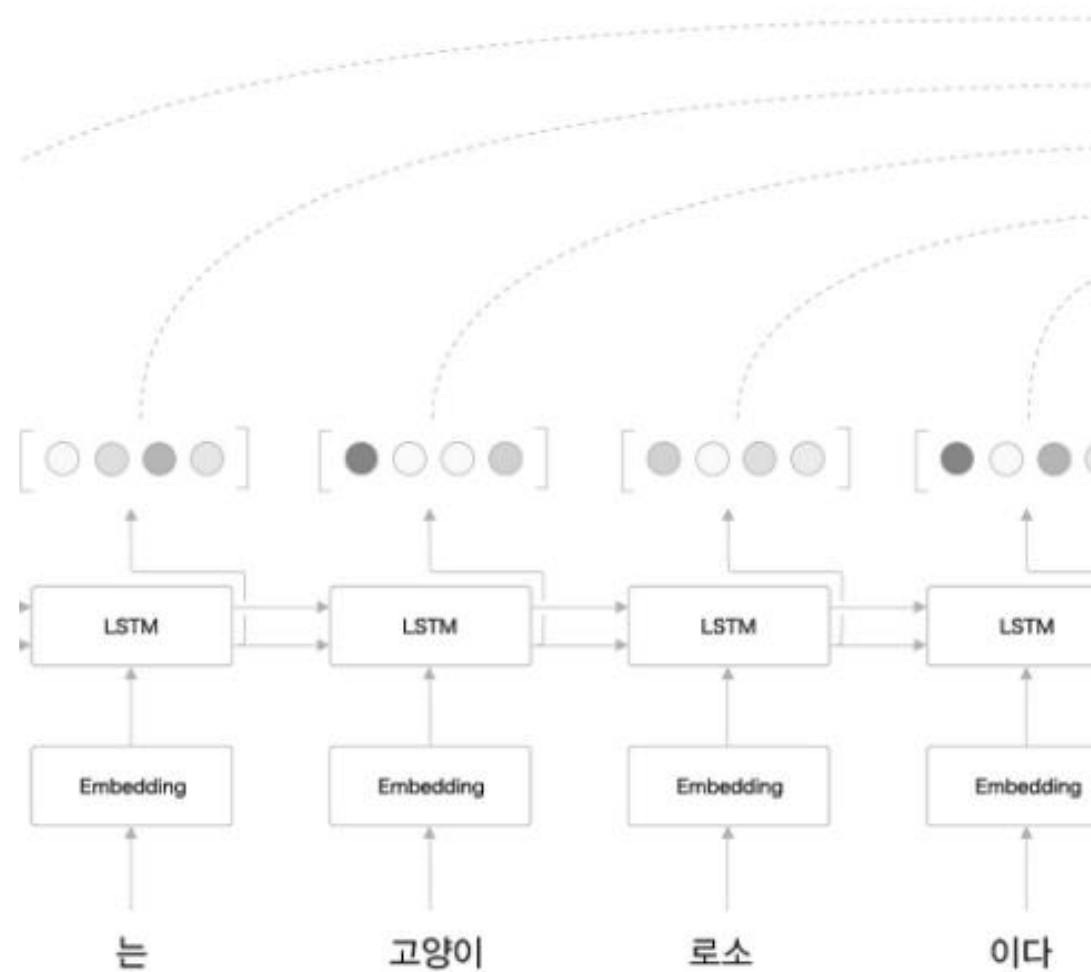 LSTM LSTM LSTM LSTM
Embedding Embedding Embedding Embedding
는 고양이 로소 이다